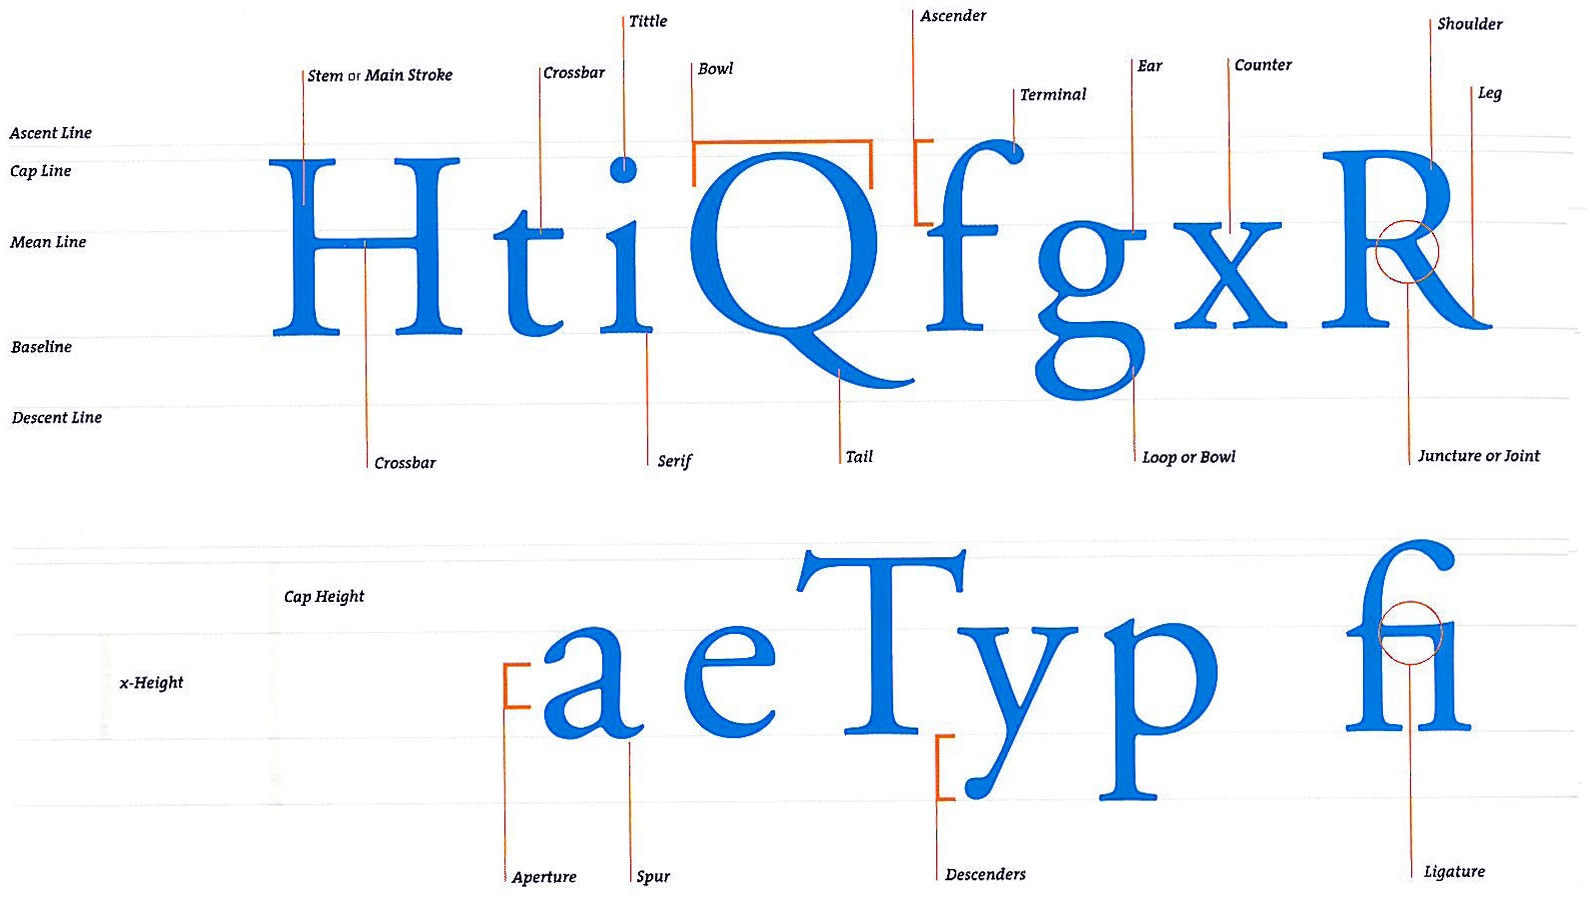 Tittle
Ascender
Shoulder
Stem or Main Stroke
Crossbar
Bowl
Terminal
Ear
Counter
Leg
Ascent Line
Cap Line
Mean Line
Baseline
Descent Line
H t i Q f g x R
Crossbar
Serif
Tail
Loop or Bowl
Juncture or Joint
Cap Height
x-Height
a e T y p fi
Aperture
Spur
Descenders
Ligature